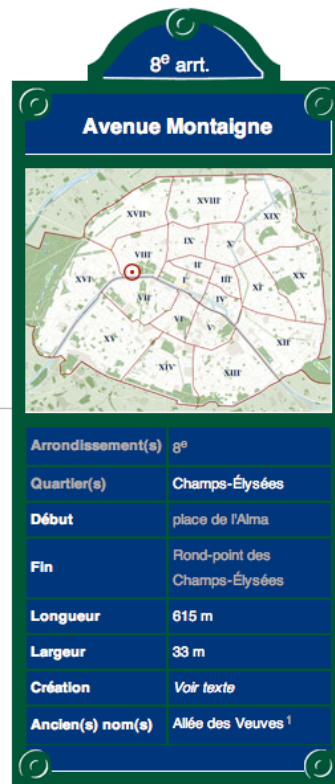 8e arrt.
Avenue Montaigne
XVIIIe
XVIIe
XIXe
IXe
Xe
VIIIe
IIe
XVIe
Ier
IIIe
XXe
XIe
VIIe
IVe
VIe
Ve
XVe
XIIe
XIVe
XIIIe
Arrondissement(s) 8e
Quartier(s) Champs-Élysées
Début place de l'Alma
Fin Rond-point des
Champs-Élysées
Longueur 615 m
Largeur 33 m
Création Voir texte
Ancien(s) nom(s) Allée des Veuves 1